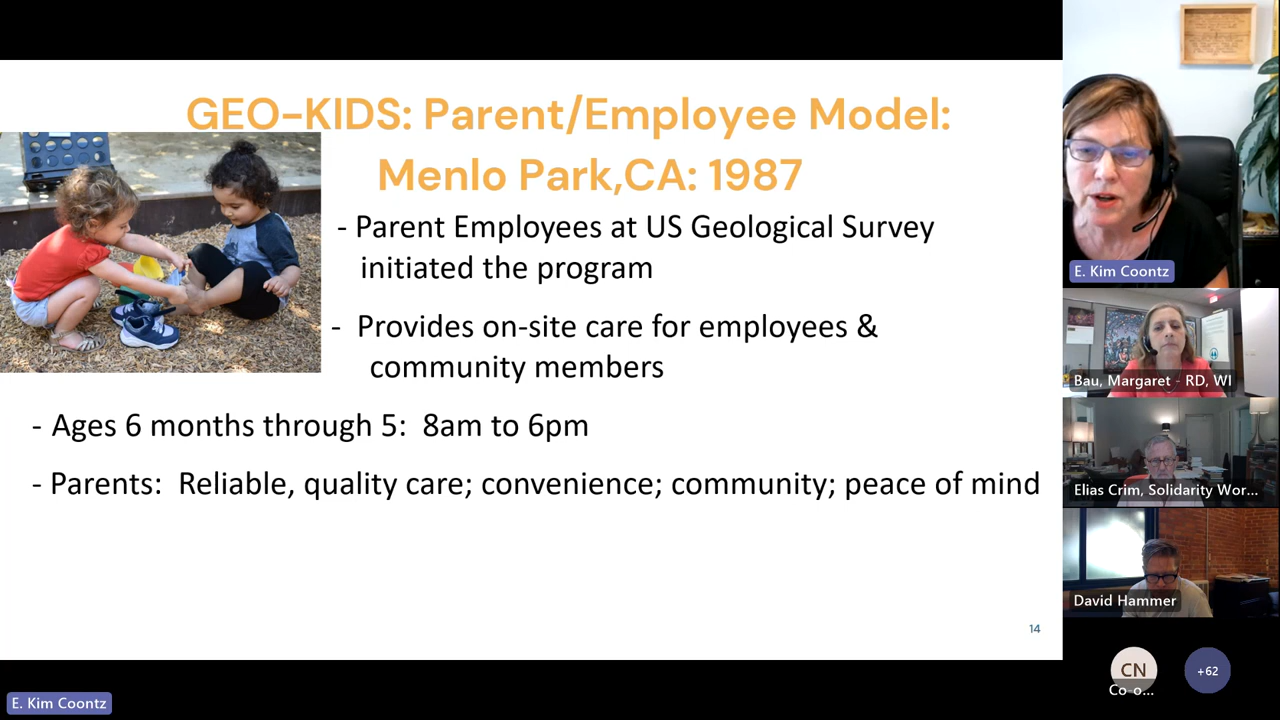 GEO-KIDS: Parent/Employee Model:
Menlo Park,CA: 1987
- Parent Employees at US Geological Survey
initiated the program
- Provides on-site care for employees &
community members
- Ages 6 months through 5: 8am to 6pm
- Parents: Reliable, quality care; convenience; community; peace of mind
14
E. Kim Coontz
E. Kim Coontz
Bau, Margaret - RD, WI
Elias Crim, Solidarity Wor...
David Hammer
CN
Co-o...
+62